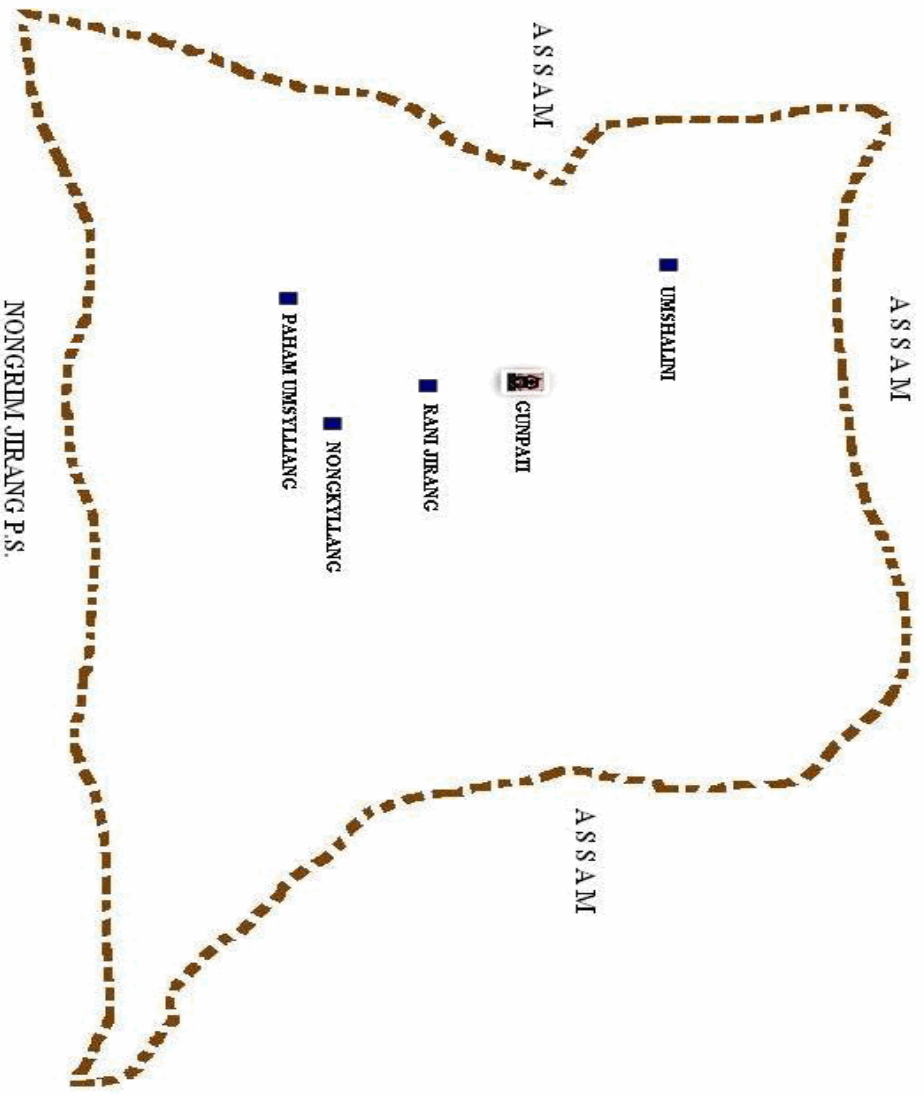 ASSAM
ASSAM
UMSHALINI
ASSAM
GUNPATI
RANI JIRANG
NONGKYLLANG
PAHAM UMSYLLIANG
NONGRIM JIRANG P.S.